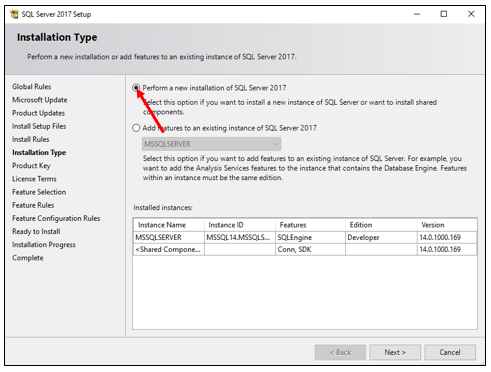 SQL Server 2017 Setup
Installation Type
Perform a new installation or add features to an existing instance of SQL Server 2017.
Global Rules
Microsoft Update
Product Updates
Install Setup Files
Install Rules
Installation Type
Product Key
License Terms
Feature Selection
Feature Rules
Feature Configuration Rules
Ready to Install
Installation Progress
Complete
Perform a new installation of SQL Server 2017
Select this option if you want to install a new instance of SQL Server or want to install shared
components.
Add features to an existing instance of SQL Server 2017
MSSQLSERVER
Select this option if you want to add features to an existing instance of SQL Server. For example, you
want to add the Analysis Services features to the instance that contains the Database Engine. Features
within an instance must be the same edition.
Installed instances:
Instance Name Instance ID Features Edition Version
MSSQLSERVER MSSQL14.MSSQLS... SQLEngine Developer 14.0.1000.169
<Shared Compone... Conn, SDK 14.0.1000.169
< Back Next > Cancel